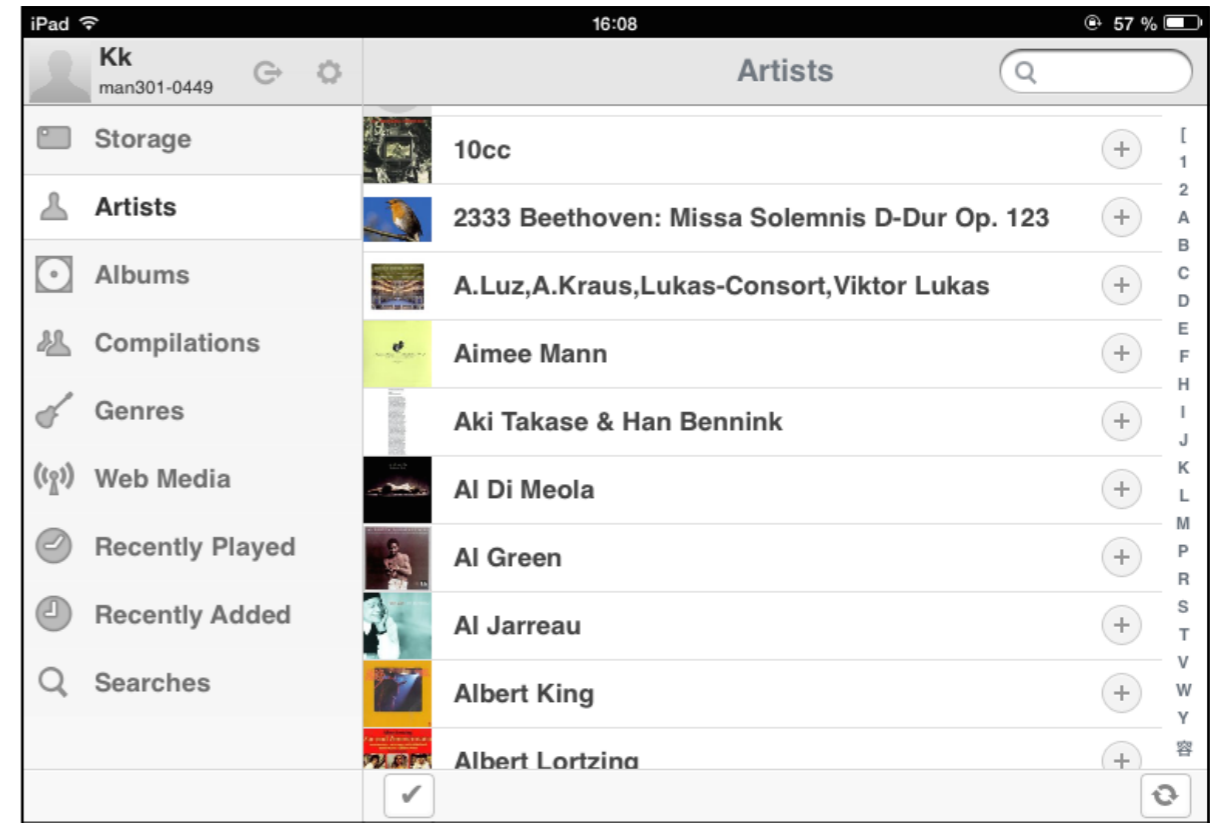 iPad 16:08 57 %
Kk
man301-0449
Artists
Storage
Artists
Albums
Compilations
Genres
Web Media
Recently Played
Recently Added
Searches
10cc
2333 Beethoven: Missa Solemnis D-Dur Op. 123
A.Luz,A.Kraus,Lukas-Consort,Viktor Lukas
Aimee Mann
Aki Takase & Han Bennink
Al Di Meola
Al Green
Al Jarreau
Albert King
Albert Lortzing
[
1
2
A
B
C
D
E
F
H
I
J
K
L
M
P
R
S
T
V
W
Y
容